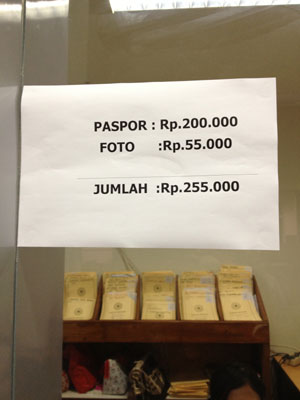 PASPOR : Rp.200.000
FOTO :Rp.55.000
JUMLAH :Rp.255.000